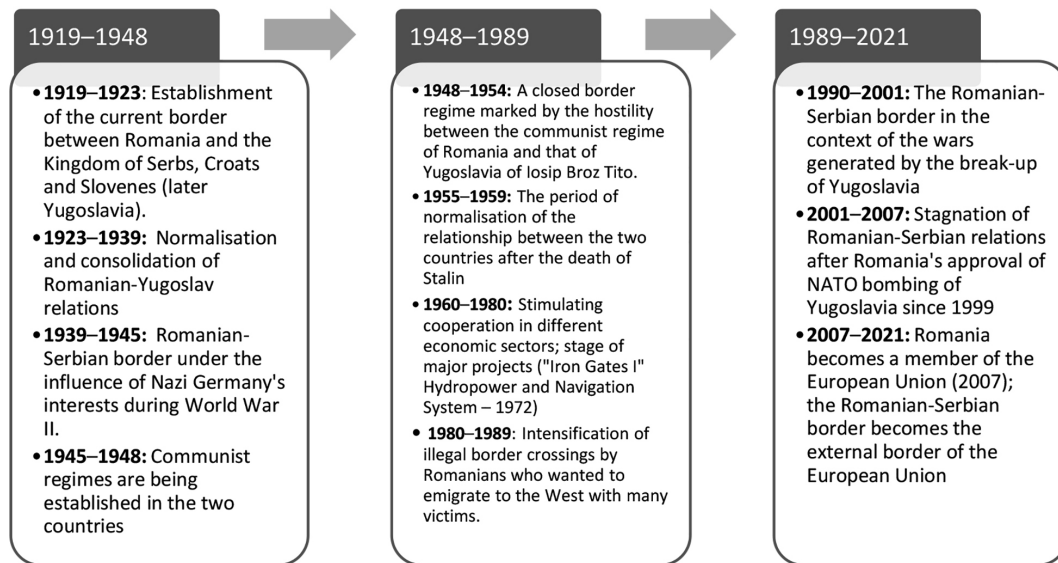 1919–1948
•1919–1923: Establishment
of the current border
between Romania and the
Kingdom of Serbs, Croats
and Slovenes (later
Yugoslavia).
•1923–1939: Normalisation
and consolidation of
Romanian-Yugoslav
relations
•1939–1945: Romanian-
Serbian border under the
influence of Nazi Germany's
interests during World War
II.
•1945–1948: Communist
regimes are being
established in the two
countries
1948–1989
•1948–1954: A closed border
regime marked by the hostility
between the communist regime
of Romania and that of
Yugoslavia of Iosip Broz Tito.
•1955–1959: The period of
normalisation of the
relationship between the two
countries after the death of
Stalin
•1960–1980: Stimulating
cooperation in different
economic sectors; stage of
major projects ("Iron Gates I"
Hydropower and Navigation
System – 1972)
• 1980–1989: Intensification of
illegal border crossings by
Romanians who wanted to
emigrate to the West with many
victims.
1989–2021
•1990–2001: The Romanian-
Serbian border in the
context of the wars
generated by the break-up
of Yugoslavia
•2001–2007: Stagnation of
Romanian-Serbian relations
after Romania's approval of
NATO bombing of
Yugoslavia since 1999
•2007–2021: Romania
becomes a member of the
European Union (2007);
the Romanian-Serbian
border becomes the
external border of the
European Union